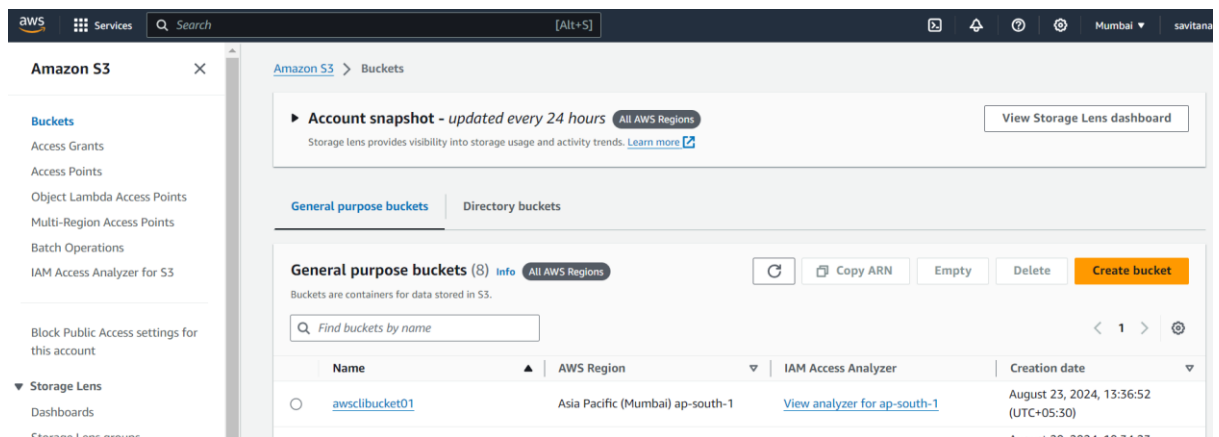 aws
Services
Search
[Alt+S]
Mumbai
savitana
Amazon S3
Buckets
Access Grants
Access Points
Object Lambda Access Points
Multi-Region Access Points
Batch Operations
IAM Access Analyzer for S3
Block Public Access settings for
this account
Storage Lens
Dashboards
Storage Lens groups
Amazon S3 > Buckets
Account snapshot - updated every 24 hours All AWS Regions
Storage lens provides visibility into storage usage and activity trends. Learn more
View Storage Lens dashboard
General purpose buckets
Directory buckets
General purpose buckets (8) Info All AWS Regions
Buckets are containers for data stored in S3.
Copy ARN
Empty
Delete
Create bucket
Find buckets by name
1
Name
AWS Region
IAM Access Analyzer
Creation date
awsclibucket01
Asia Pacific (Mumbai) ap-south-1
View analyzer for ap-south-1
August 23, 2024, 13:36:52
(UTC+05:30)